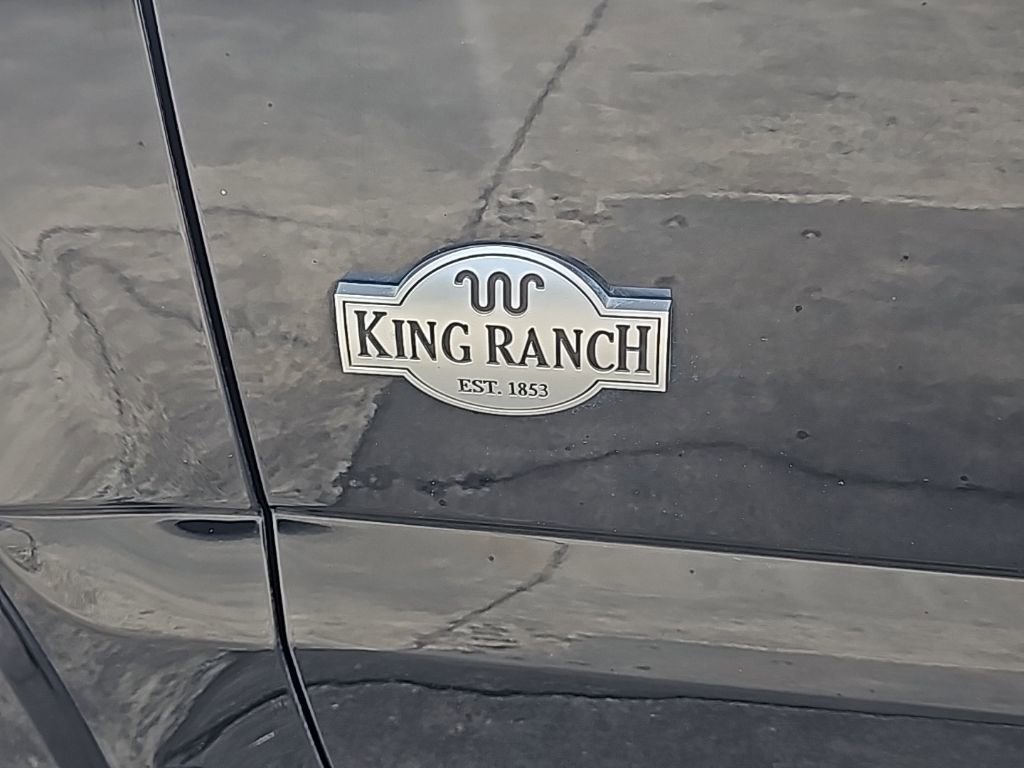 KING RANCH
EST. 1853